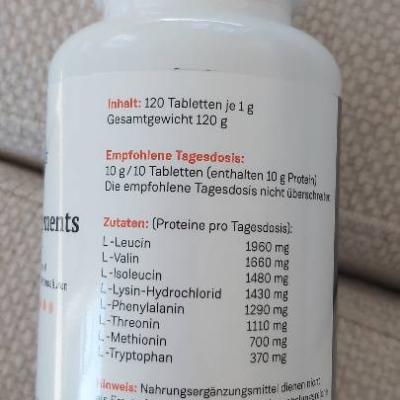 Inhalt: 120 Tabletten je 1 g
Gesamtgewicht 120 g
Empfohlene Tagesdosis:
10 g/10 Tabletten (enthalten 10 g Protein)
Die empfohlene Tagesdosis nicht überschreiten
ments
Zutaten: (Proteine pro Tagesdosis):
L-Leucin 1960 mg
L-Valin 1660 mg
L-Isoleucin 1480 mg
L-Lysin-Hydrochlorid 1430 mg
L-Phenylalanin 1290 mg
L-Threonin 1110 mg
L-Methionin 700 mg
L-Tryptophan 370 mg
Hinweis: Nahrungsergänzungsmittel dienen nicht